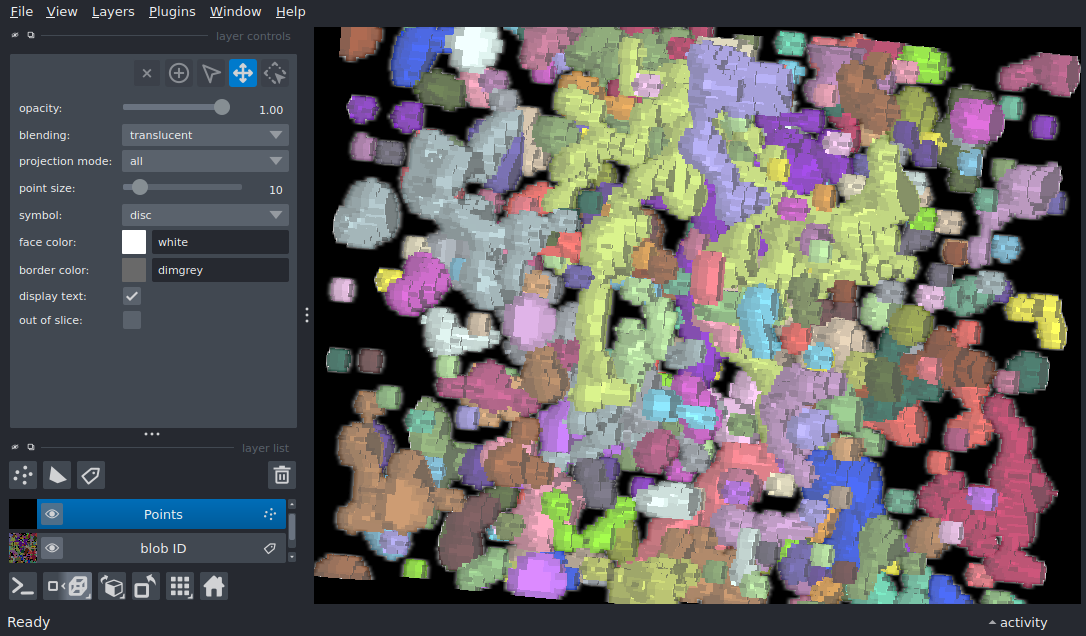 File View Layers Plugins Window Help
layer controls
opacity: 1.00
blending: translucent
projection mode: all
point size: 10
symbol: disc
face color: white
border color: dimgrey
display text:
out of slice:
layer list
Points
blob ID
Ready
activity